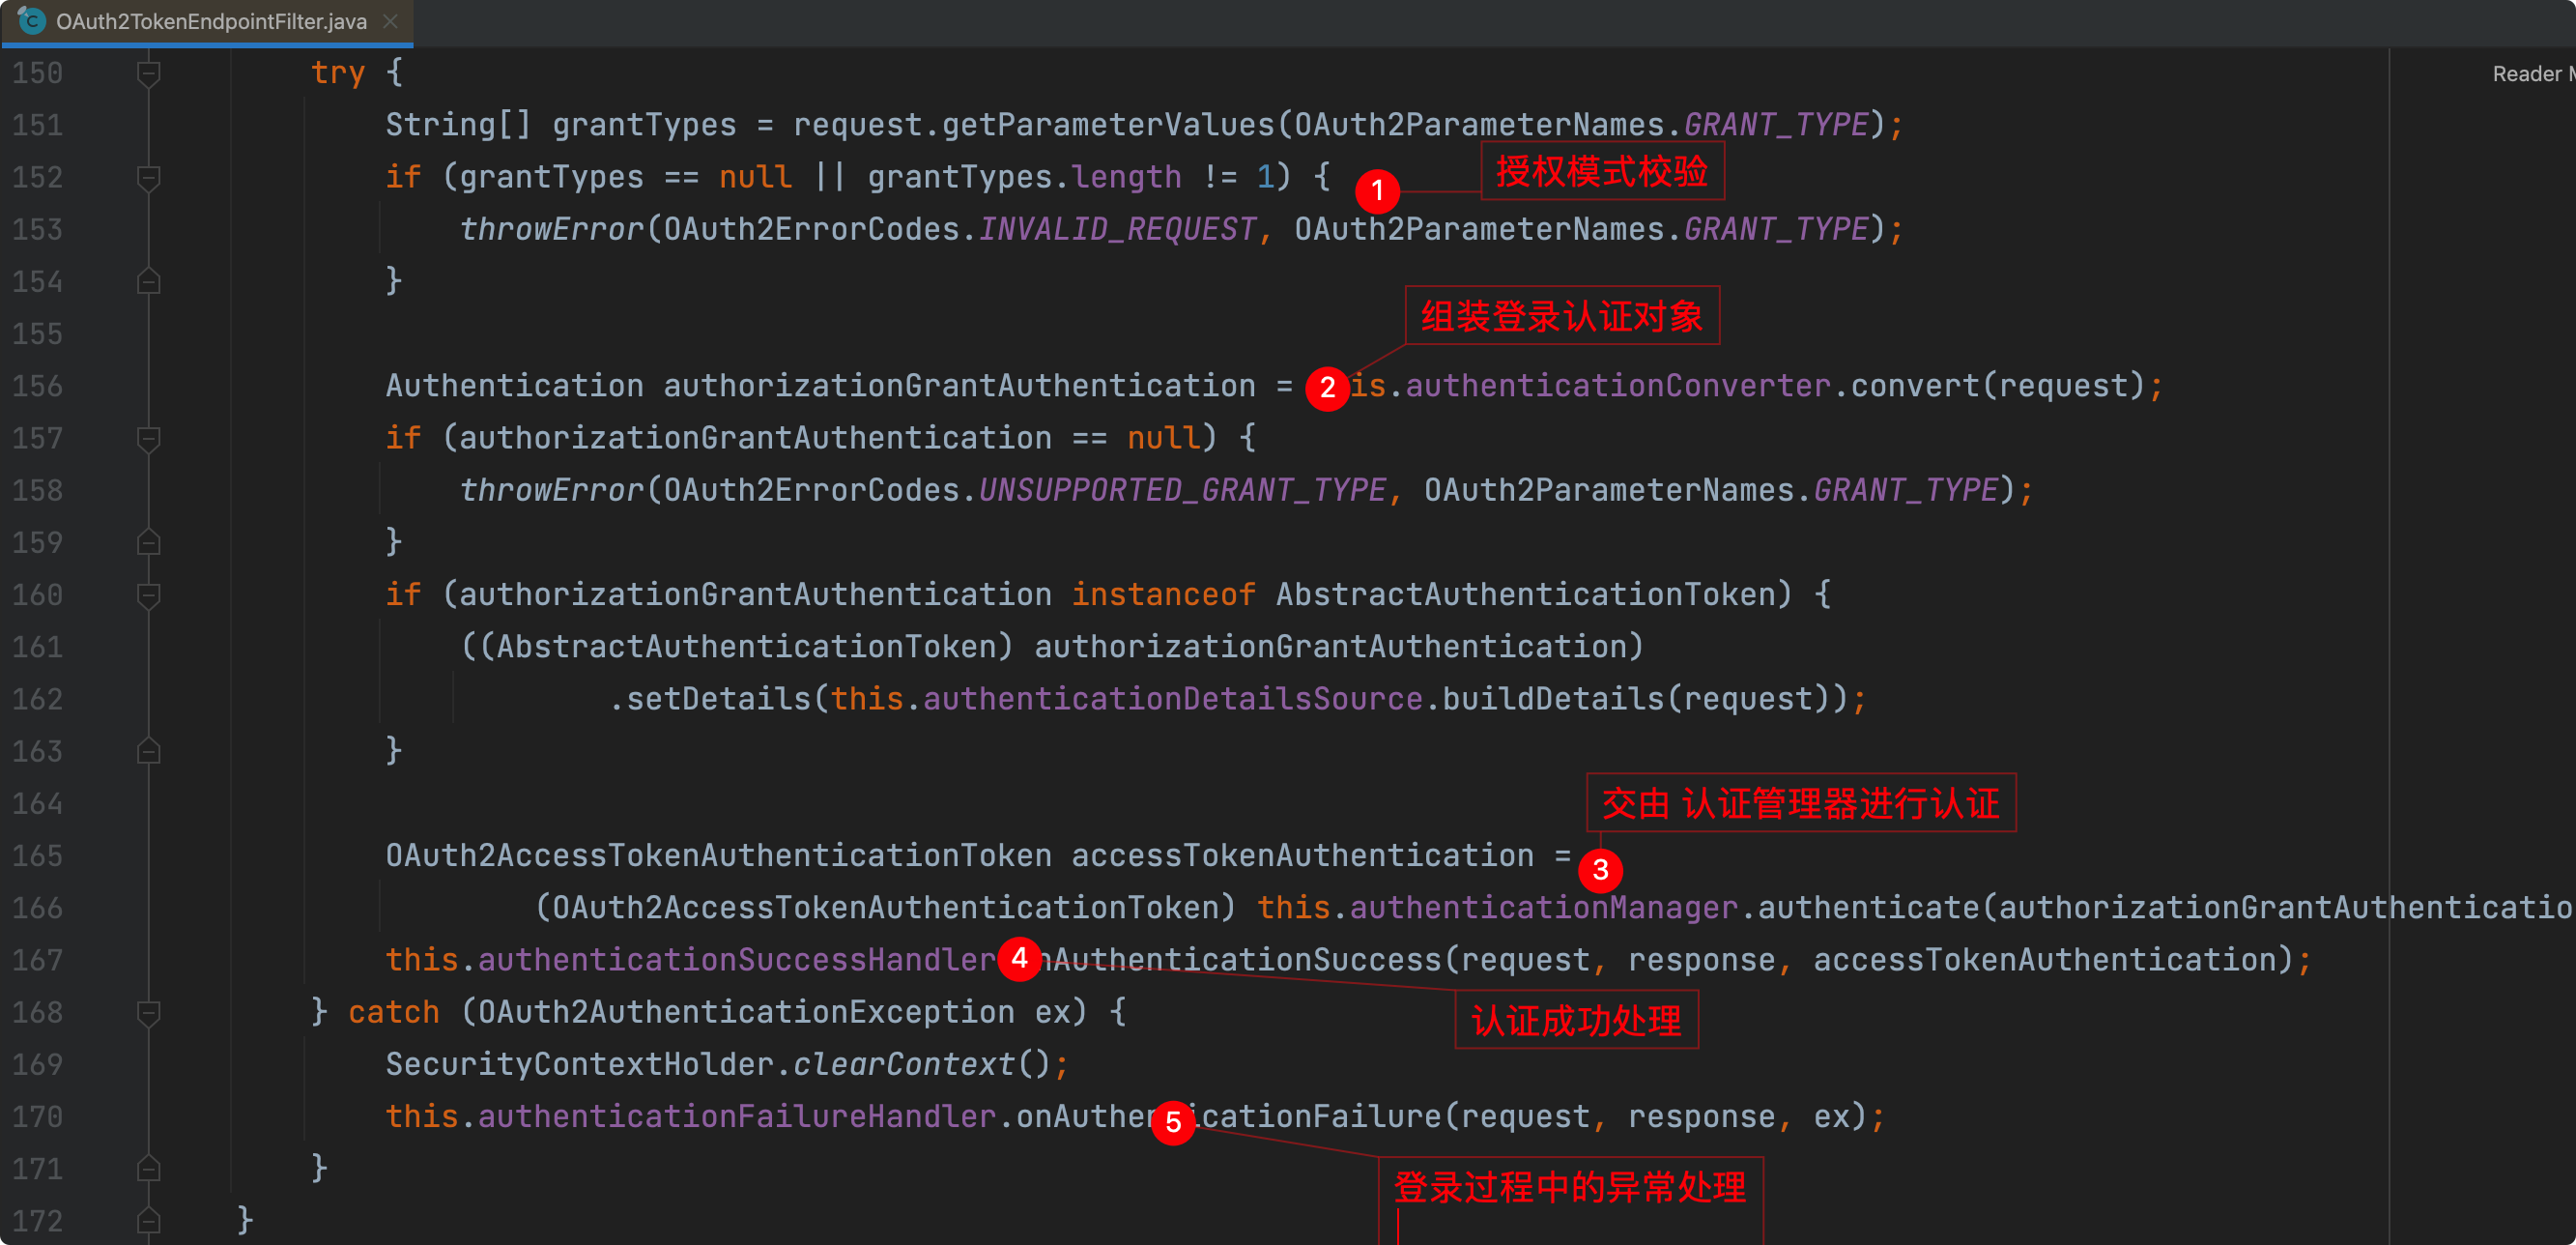 OAuth2TokenEndpointFilter.java
Reader
150 try {
151 String[] grantTypes = request.getParameterValues(OAuth2ParameterNames.GRANT_TYPE);
152 if (grantTypes == null || grantTypes.length != 1) {
1 授权模式校验
153 throwError(OAuth2ErrorCodes.INVALID_REQUEST, OAuth2ParameterNames.GRANT_TYPE);
154 }
组装登录认证对象
155
156 Authentication authorizationGrantAuthentication = 2 is.authenticationConverter.convert(request);
157 if (authorizationGrantAuthentication == null) {
158 throwError(OAuth2ErrorCodes.UNSUPPORTED_GRANT_TYPE, OAuth2ParameterNames.GRANT_TYPE);
159 }
160 if (authorizationGrantAuthentication instanceof AbstractAuthenticationToken) {
161 ((AbstractAuthenticationToken) authorizationGrantAuthentication)
162 .setDetails(this.authenticationDetailsSource.buildDetails(request));
163 }
164
交由 认证管理器进行认证
165 OAuth2AccessTokenAuthenticationToken accessTokenAuthentication = 3
166 (OAuth2AccessTokenAuthenticationToken) this.authenticationManager.authenticate(authorizationGrantAuthenticatio
167 this.authenticationSuccessHandler 4 nAuthenticationSuccess(request, response, accessTokenAuthentication);
168 } catch (OAuth2AuthenticationException ex) {
认证成功处理
169 SecurityContextHolder.clearContext();
170 this.authenticationFailureHandler.onAuthen 5 icationFailure(request, response, ex);
171 }
登录过程中的异常处理
172 }